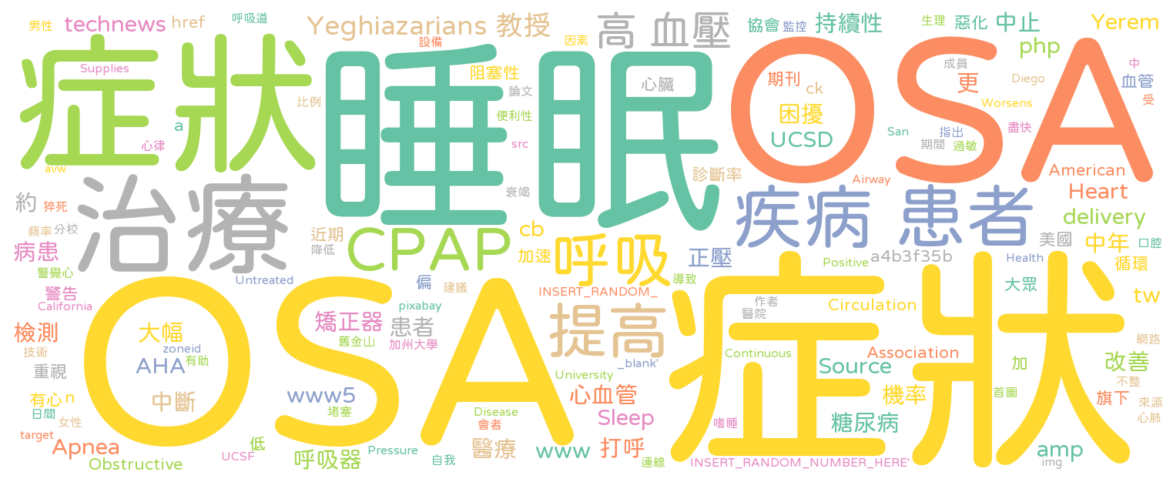 男性 technews href 呼吸道 Yeghiazarians 教授 高 血壓 協會 監控 持續性 生理 惡化 中止 Yerem
設備 因素 php
症狀 睡眠 OSA
Supplies 阻塞性 心臟 期刊 ck 更 成員 Diego 中 血管
比例 論文 困擾 Worsens 受
a 心律 便利性 src UCSD San 指出 期間 過敏 盡快
avw 衰竭 診斷率 Airway American
治療 疾病 患者 Heart
約 猝死 delivery
頻率 分校 近期 降低 CPAP cb 呼吸 正壓 美國 中年 口腔
病患 加速 a4b3f35b 循環
警覺心 Untreated 偏 建議 導致 Positive Health
警告 California pixabay INSERT_RANDOM_ 大眾 tw
OSA 提高 症狀
檢測 大幅 矯正器 患者 作者 醫院 Circulation
技術 zoneid 舊金山 加州大學 網路
重視 AHA 有助 _blank' Continuous Association 加 改善
University Source 不整
有心 n 中斷 日間 www5 心血管 機率 首圖 旗下 來源
女性 堵塞 Disease 會者 Sleep 嗜睡 糖尿病 心肺
target Apnea 低 醫療 www 打呼 amp
Obstructive UCSF 呼吸器 Pressure 自我 連線 INSERT_RANDOM_NUMBER_HERE' img